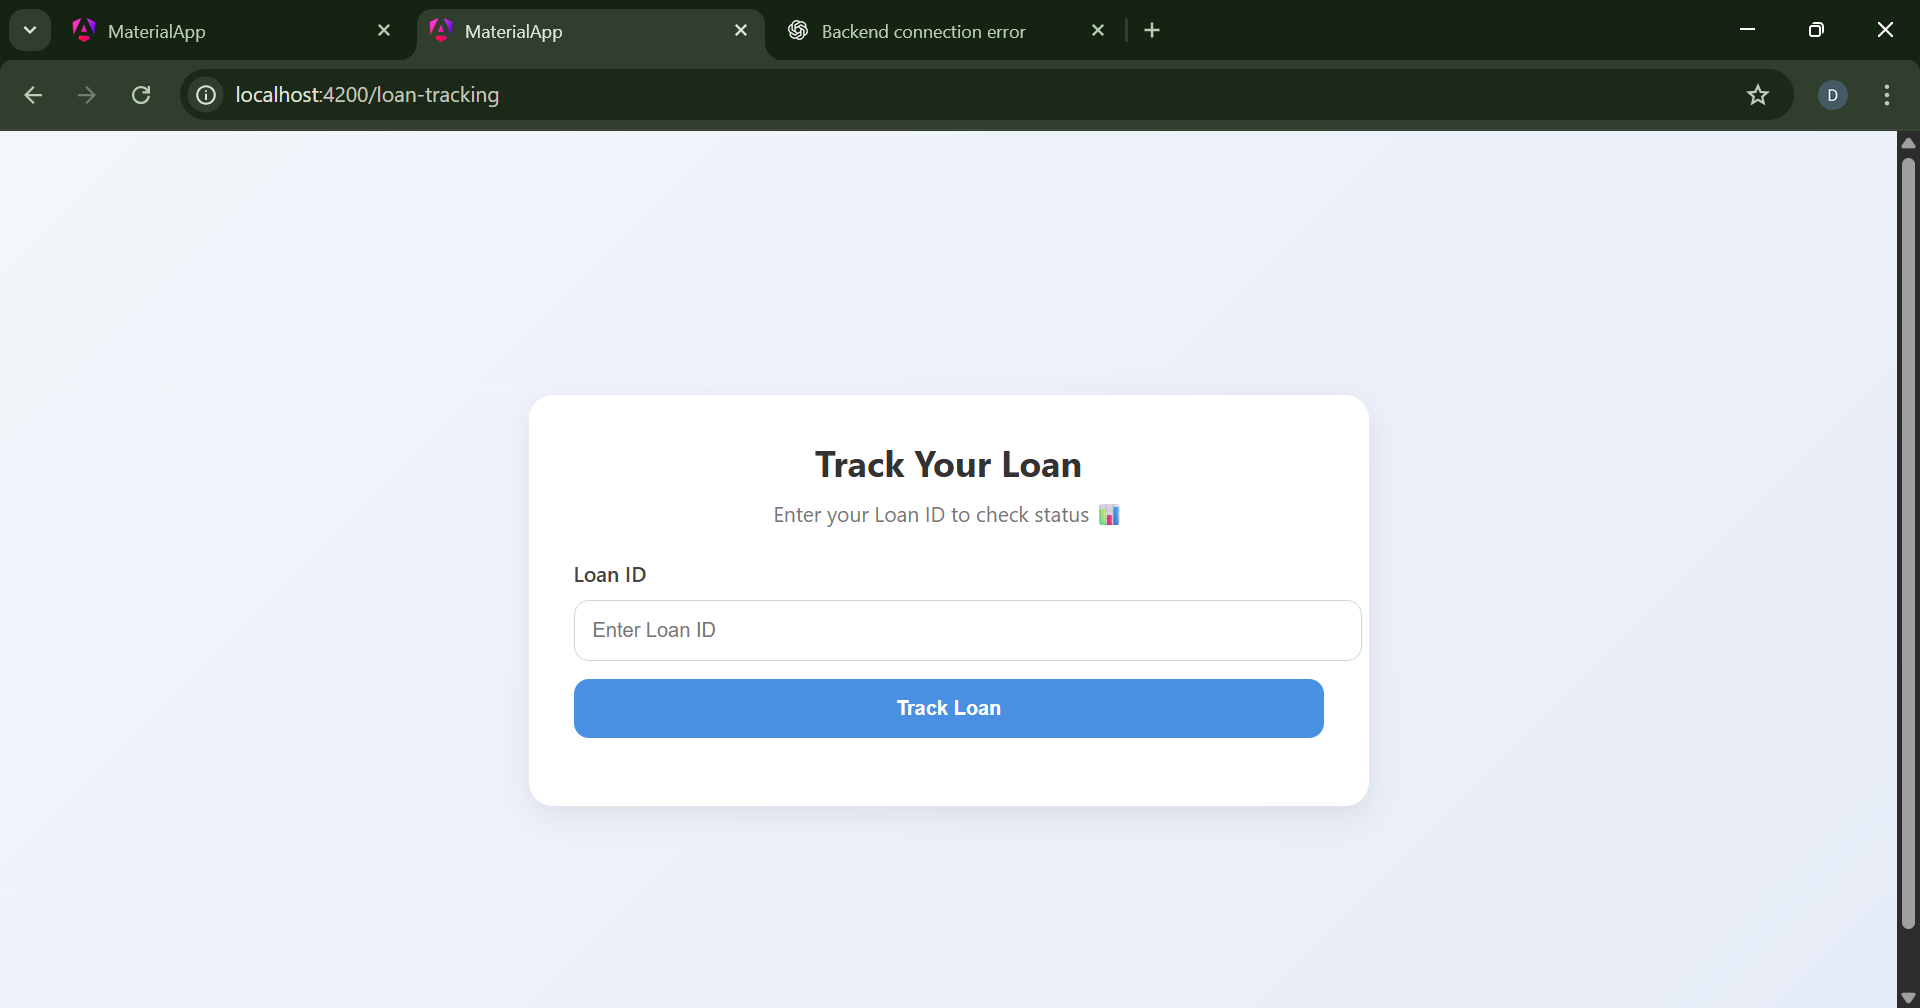 MaterialApp
MaterialApp
Backend connection error
localhost:4200/loan-tracking
D
Track Your Loan
Enter your Loan ID to check status 📊
Loan ID
Enter Loan ID
Track Loan